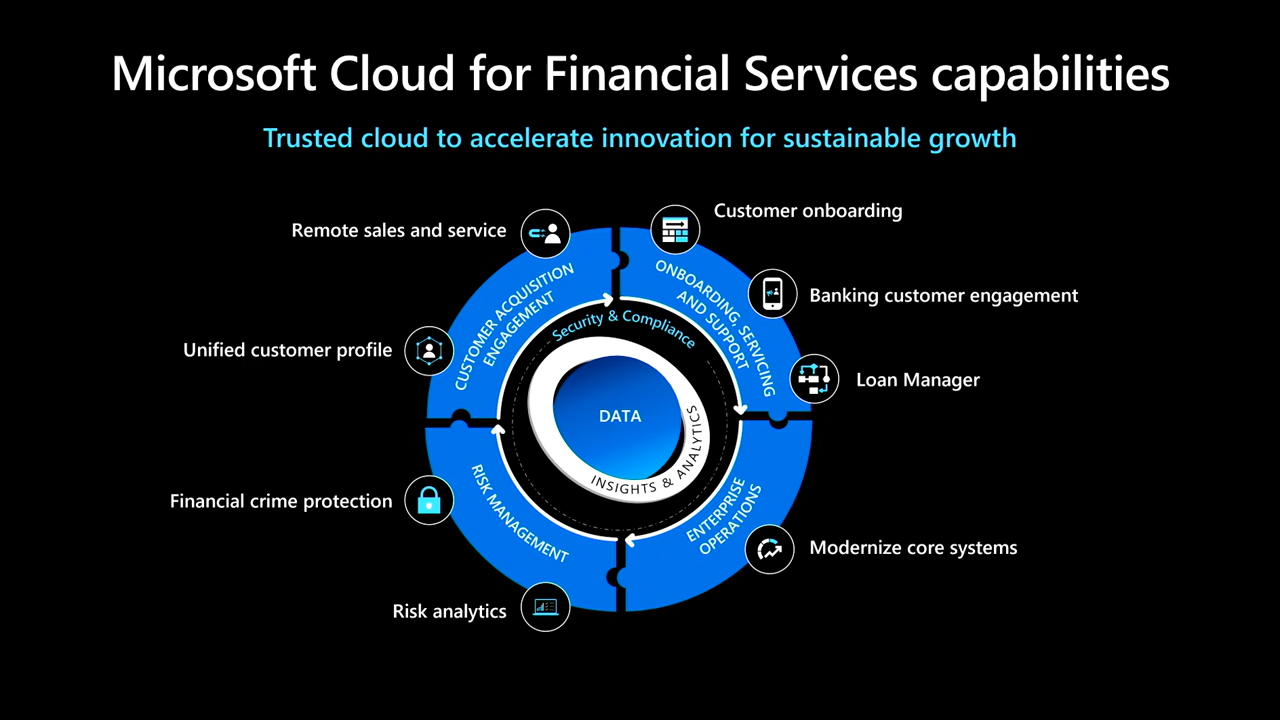 Microsoft Cloud for Financial Services capabilities
Trusted cloud to accelerate innovation for sustainable growth
Remote sales and service
Customer onboarding
Banking customer engagement
Unified customer profile
Loan Manager
Financial crime protection
Modernize core systems
Risk analytics
CUSTOMER ACQUISITION
ENGAGEMENT
ONBOARDING, SERVICING
AND SUPPORT
Security & Compliance
DATA
INSIGHTS & ANALYTICS
RISK MANAGEMENT
ENTERPRISE
OPERATIONS